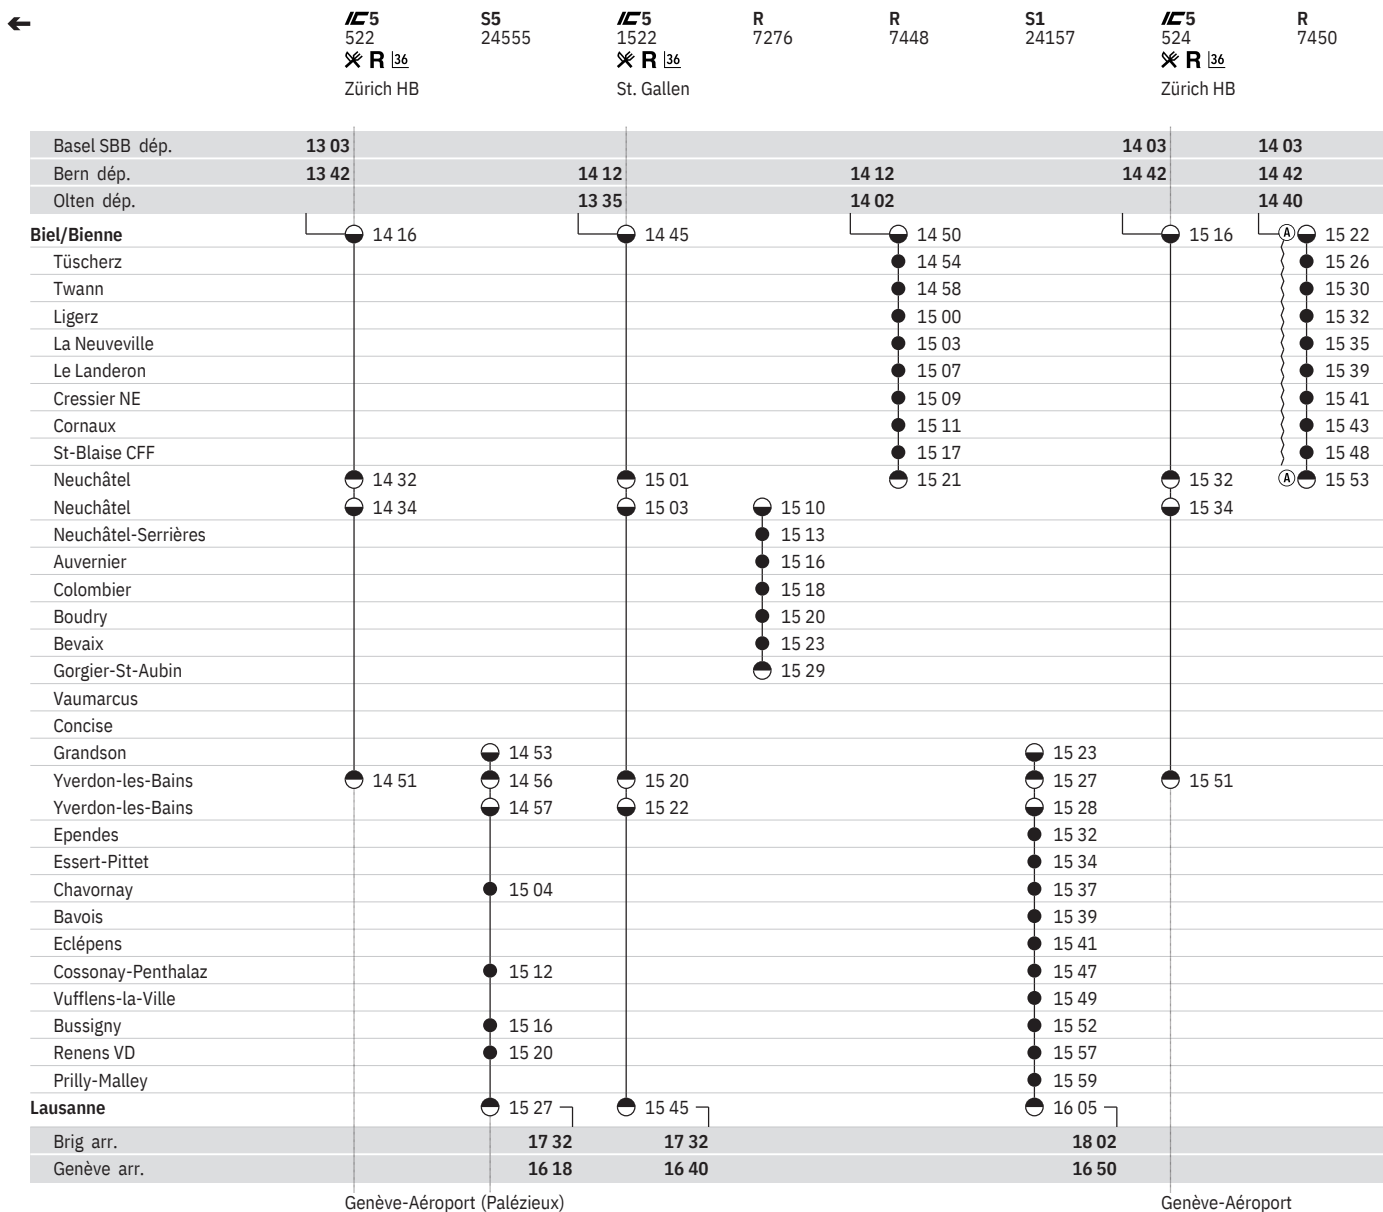 IC5 S5 IC5 R R S1 IC5 R
522 24555 1522 7276 7448 24157 524 7450
R 36 R 36 R 36
Zürich HB St. Gallen Zürich HB
Basel SBB dép. 13 03 14 03 14 03
Bern dép. 13 42 14 12 14 12 14 42 14 42
Olten dép. 13 35 14 02 14 40
Biel/Bienne 14 16 14 45 14 50 15 16 A 15 22
Tüscherz 14 54 15 26
Twann 14 58 15 30
Ligerz 15 00 15 32
La Neuveville 15 03 15 35
Le Landeron 15 07 15 39
Cressier NE 15 09 15 41
Cornaux 15 11 15 43
St-Blaise CFF 15 17 15 48
Neuchâtel 14 32 15 01 15 21 15 32 A 15 53
Neuchâtel 14 34 15 03 15 10 15 34
Neuchâtel-Serrières 15 13
Auvernier 15 16
Colombier 15 18
Boudry 15 20
Bevaix 15 23
Gorgier-St-Aubin 15 29
Vaumarcus
Concise
Grandson 14 53 15 23
Yverdon-les-Bains 14 51 14 56 15 20 15 27 15 51
Yverdon-les-Bains 14 57 15 22 15 28
Ependes 15 32
Essert-Pittet 15 34
Chavornay 15 04 15 37
Bavois 15 39
Eclépens 15 41
Cossonay-Penthalaz 15 12 15 47
Vufflens-la-Ville 15 49
Bussigny 15 16 15 52
Renens VD 15 20 15 57
Prilly-Malley 15 59
Lausanne 15 27 15 45 16 05
Brig arr. 17 32 17 32 18 02
Genève arr. 16 18 16 40 16 50
Genève-Aéroport (Palézieux) Genève-Aéroport